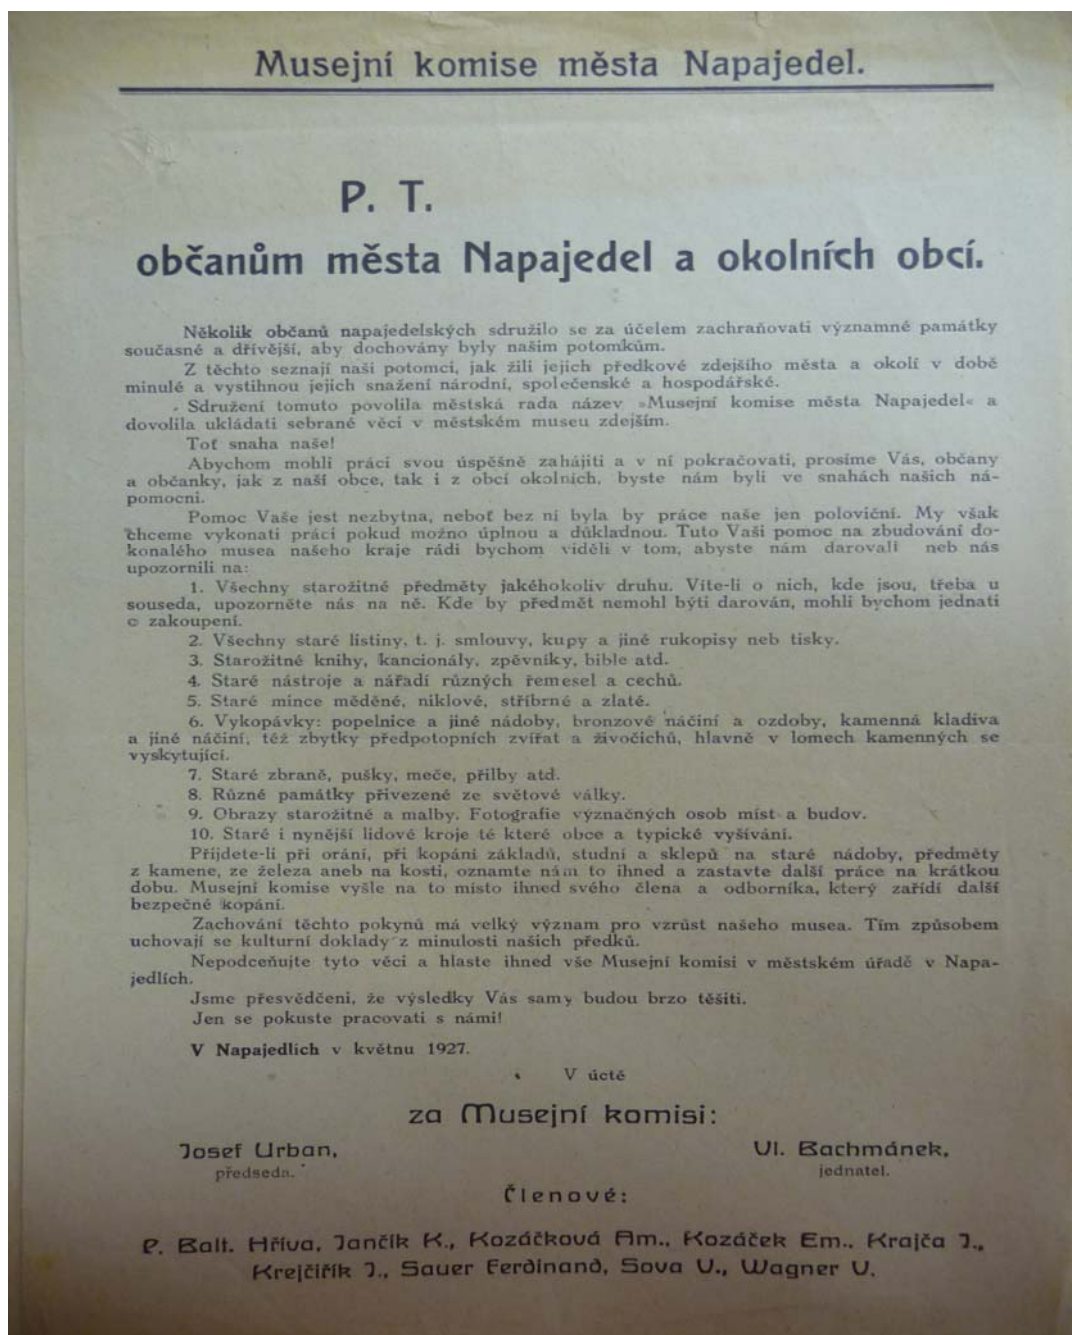 Musejní komise města Napajedel.
P. T.
občanům města Napajedel a okolních obcí.
Několik občanů napajedelských sdružilo se za účelem zachraňovati významné památky
současné a dřívější, aby dochovány byly našim potomkům.
Z těchto seznají naši potomci, jak žili jejich předkové zdejšího města a okolí v době
minulé a vystihnou jejich snažení národní, společenské a hospodářské.
Sdružení tomuto povolila městská rada název »Musejní komise města Napajedel« a
dovolila ukládati sebrané věci v městském museu zdejším.
Toť snaha naše!
Abychom mohli práci svou úspěšně zahájiti a v ní pokračovati, prosíme Vás, občany
a občanky, jak z naší obce, tak i z obcí okolních, byste nám byli ve snahách našich ná-
pomocni.
Pomoc Vaše jest nezbytna, neboť bez ní byla by práce naše jen poloviční. My však
chceme vykonati práci pokud možno úplnou a důkladnou. Tuto Vaši pomoc na zbudování do-
konalého musea našeho kraje rádi bychom viděli v tom, abyste nám darovali neb nás
upozornili na:
1. Všechny starožitné předměty jakéhokoliv druhu. Víte-li o nich, kde jsou, třeba u
souseda, upozorněte nás na ně. Kde by předmět nemohl býti darován, mohli bychom jednati
o zakoupení.
2. Všechny staré listiny, t. j. smlouvy, kupy a jiné rukopisy neb tisky.
3. Starožitné knihy, kancionály, zpěvníky, bible atd.
4. Staré nástroje a nářadí různých řemesel a cechů.
5. Staré mince měděné, niklové, stříbrné a zlaté.
6. Vykopávky: popelnice a jiné nádoby, bronzové náčiní a ozdoby, kamenná kladiva
a jiné náčiní, též zbytky předpotopních zvířat a živočichů, hlavně v lomech kamenných se
vyskytující.
7. Staré zbraně, pušky, meče, přilby atd.
8. Různé památky přivezené ze světové války.
9. Obrazy starožitné a malby. Fotografie význačných osob míst a budov.
10. Staré i nynější lidové kroje té které obce a typické vyšívání.
Přijdete-li při orání, při kopání základů, studní a sklepů na staré nádoby, předměty
z kamene, ze železa aneb na kosti, oznamte nám to ihned a zastavte další práce na krátkou
dobu. Musejní komise vyšle na to místo ihned svého člena a odborníka, který zařídí další
bezpečné kopání.
Zachování těchto pokynů má velký význam pro vzrůst našeho musea. Tím způsobem
uchovají se kulturní doklady z minulosti našich předků.
Nepodceňujte tyto věci a hlaste ihned vše Musejní komisi v městském úřadě v Napa-
jedlích.
Jsme přesvědčeni, že výsledky Vás samy budou brzo těšiti.
Jen se pokuste pracovati s námi!
V Napajedlích v květnu 1927.
V úctě
za Musejní komisi:
Josef Urban, Vl. Bachmánek,
předseda. jednatel.
Členové:
P. Balt. Hříva, Jančík K., Kozáčková Am., Kozáček Em., Krajča J.,
Krejčiřík J., Sauer Ferdinand, Sova V., Wagner V.